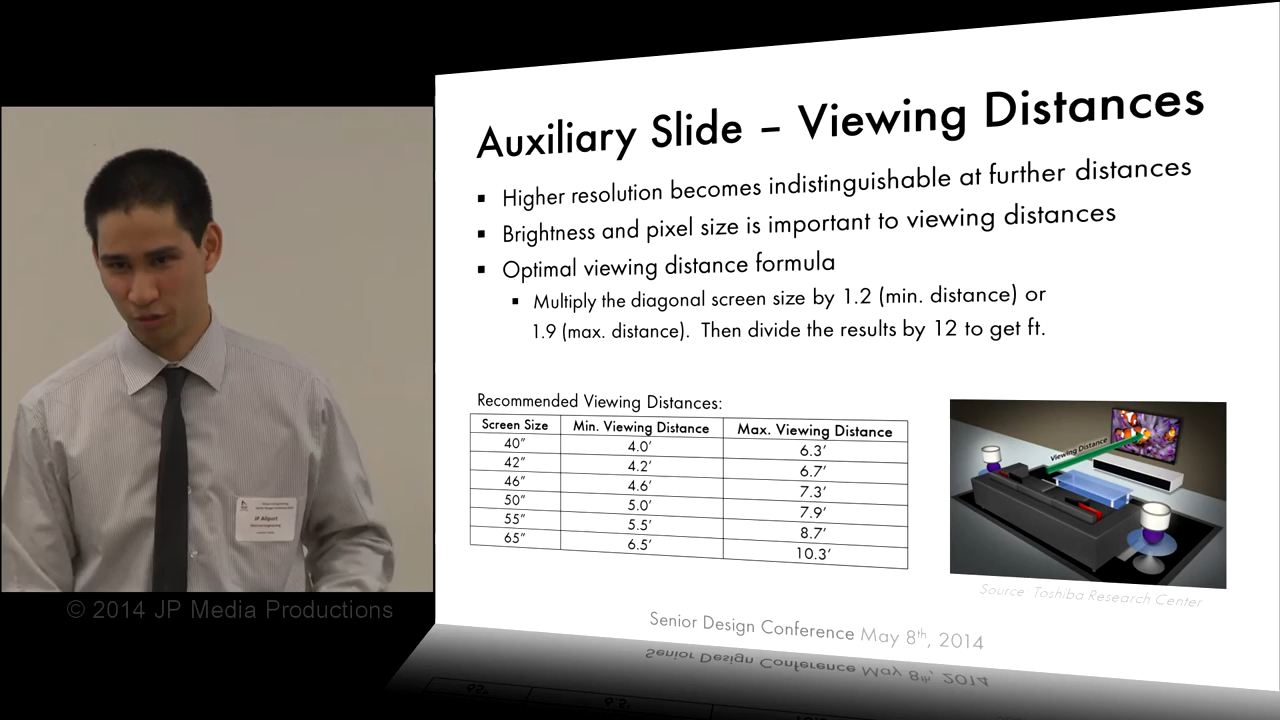 Auxiliary Slide – Viewing Distances
▪ Higher resolution becomes indistinguishable at further distances
▪ Brightness and pixel size is important to viewing distances
▪ Optimal viewing distance formula
▪ Multiply the diagonal screen size by 1.2 (min. distance) or
1.9 (max. distance). Then divide the results by 12 to get ft.
Recommended Viewing Distances:
Screen Size Min. Viewing Distance Max. Viewing Distance
40” 4.0’ 6.3’
42” 4.2’ 6.7’
46” 4.6’ 7.3’
50” 5.0’ 7.9’
55” 5.5’ 8.7’
65” 6.5’ 10.3’
Viewing Distance
Source Toshiba Research Center
Senior Design Conference May 8th, 2014
JP Allport
© 2014 JP Media Productions